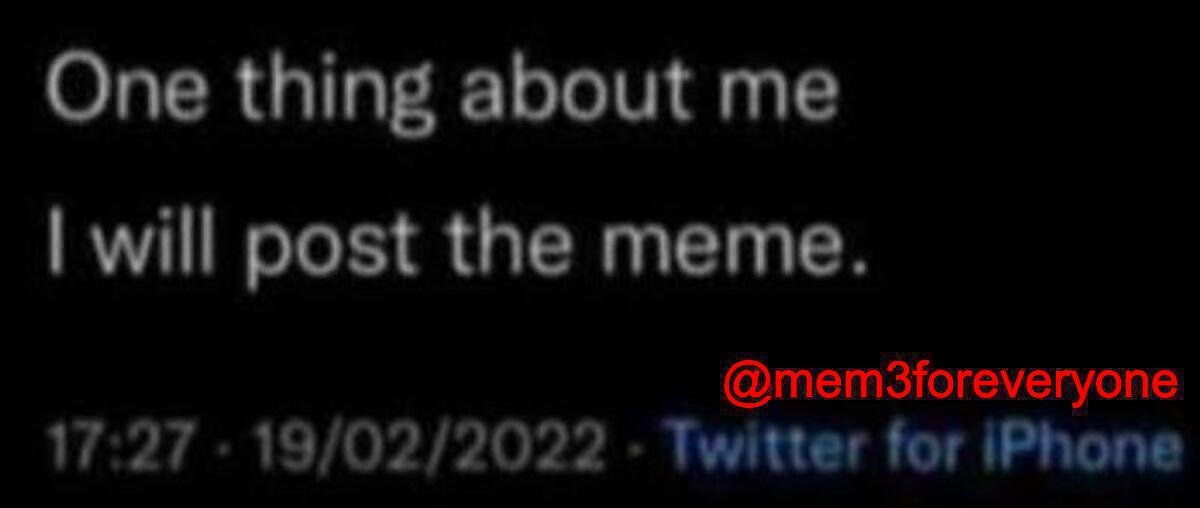 One thing about me
I will post the meme.
@mem3foreveryone
17:27 · 19/02/2022 · Twitter for iPhone